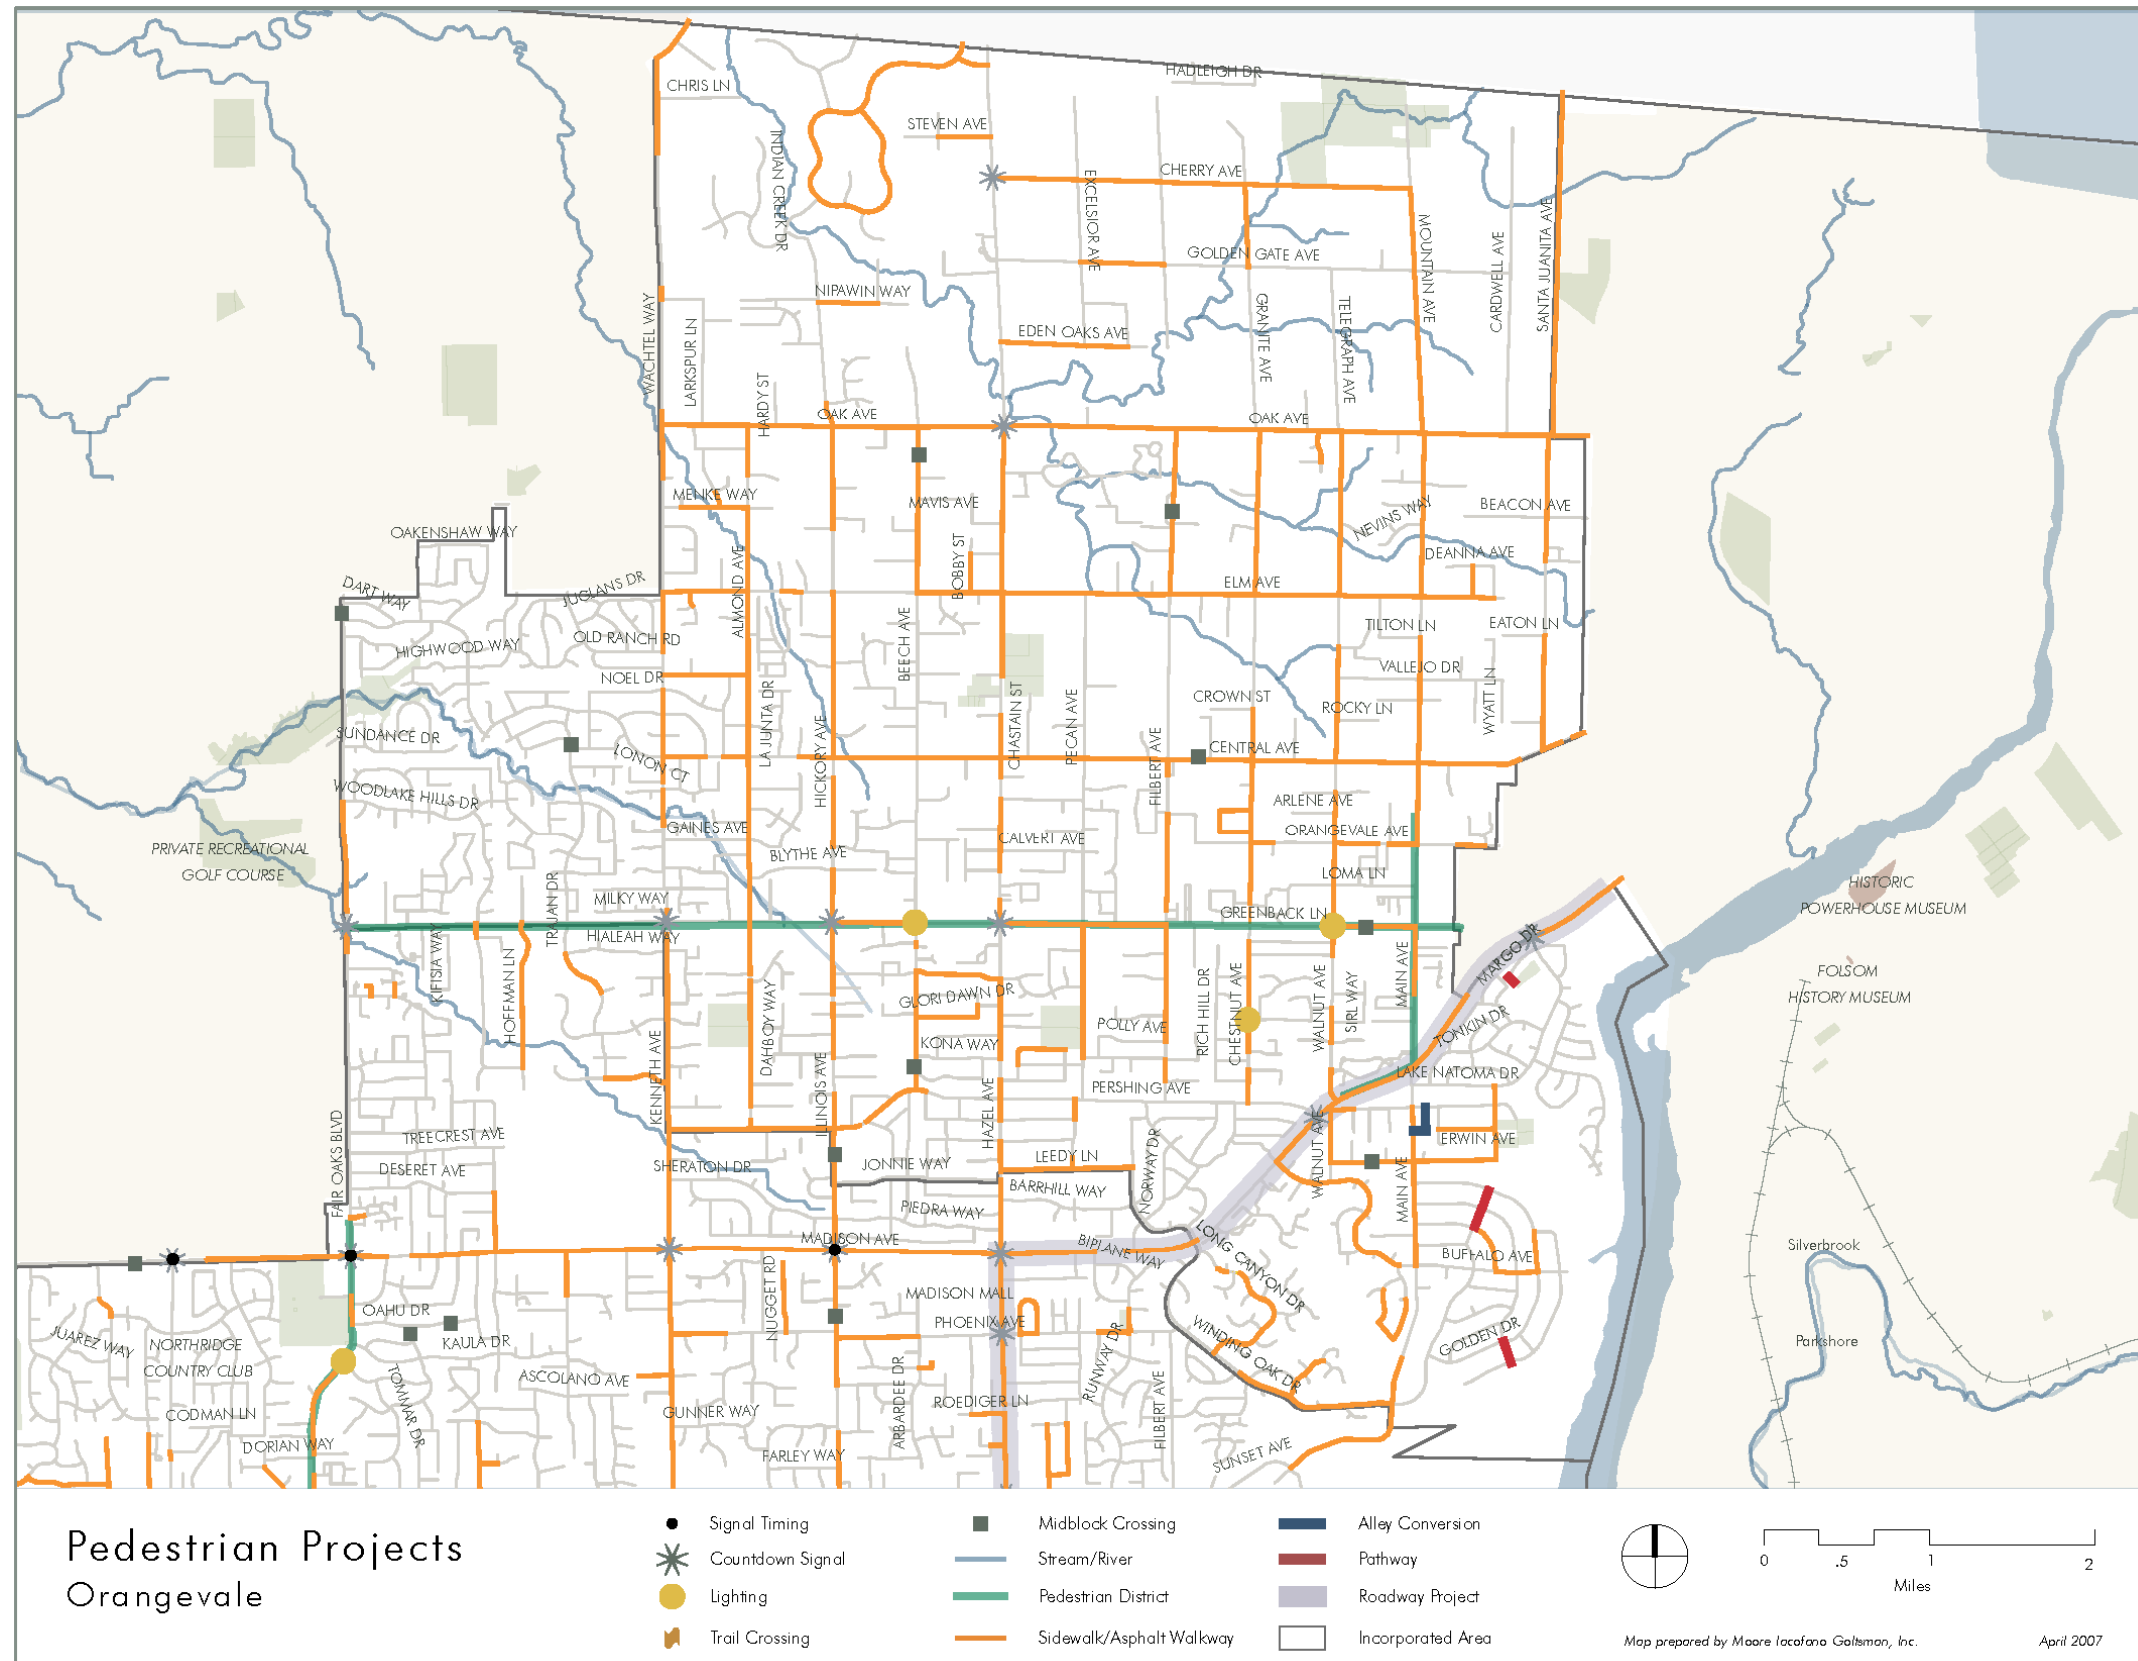 HADLEIGH DR
CHRIS LN
STEVEN AVE
INDIAN CREEK DR
CHERRY AVE
EXCELSIOR AVE
MOUNTAIN AVE
SANTA JUANITA AVE
CARDWELL AVE
GOLDEN GATE AVE
NIPAWIN WAY
WACHTEL WAY
LARKSPUR LN
EDEN OAKS AVE
GRANITE AVE
TELEGRAPH AVE
HARDY ST
OAK AVE
OAK AVE
MENKE WAY
MAVIS AVE
NEVINS WAY
BEACON AVE
OAKENSHAW WAY
DEANNA AVE
BOBBY ST
ALMOND AVE
DART WAY
JUGLANS DR
ELM AVE
BEECH AVE
HIGHWOOD WAY
OLD RANCH RD
TILTON LN
EATON LN
NOEL DR
VALLEJO DR
LA JUNTA DR
CHASTAIN ST
PECAN AVE
CROWN ST
ROCKY LN
WYATT LN
SUNDANCE DR
LONON CT
HICKORY AVE
FILBERT AVE
CENTRAL AVE
WOODLAKE HILLS DR
ARLENE AVE
GAINES AVE
CALVERT AVE
ORANGEVALE AVE
PRIVATE RECREATIONAL
GOLF COURSE
BLYTHE AVE
LOMA LN
HISTORIC
POWERHOUSE MUSEUM
TRAJAN DR
MILKY WAY
GREENBACK LN
HIALEAH WAY
KIFISIA WAY
HOFFMAN LN
MARGO DR
FOLSOM
HISTORY MUSEUM
GLORI DAWN DR
DAHBOY WAY
RICH HILL DR
CHESTNUT AVE
WALNUT AVE
SIRL WAY
MAIN AVE
POLLY AVE
TONKIN DR
KONA WAY
KENNETH AVE
ILLINOIS AVE
LAKE NATOMA DR
PERSHING AVE
HAZEL AVE
FAIR OAKS BLVD
TREECREST AVE
ERWIN AVE
DESERET AVE
SHERATON DR
JONNIE WAY
LEEDY LN
NORWAY DR
WALNUT AVE
MAIN AVE
BARRHILL WAY
PIEDRA WAY
MADISON AVE
BIPLANE WAY
LONG CANYON DR
BUFFALO AVE
Silverbrook
NUGGET RD
MADISON MALL
OAHU DR
PHOENIX AVE
JUAREZ WAY
NORTHRIDGE
COUNTRY CLUB
KAULA DR
WINDING OAK DR
GOLDEN DR
Parkshore
TOMMAR DR
ASCOLANO AVE
RUNWAY DR
ARBARDEE DR
ROEDIGER LN
CODMAN LN
GUNNER WAY
FILBERT AVE
DORIAN WAY
FARLEY WAY
SUNSET AVE
Pedestrian Projects
Orangevale
Signal Timing
Countdown Signal
Lighting
Trail Crossing
Midblock Crossing
Stream/River
Pedestrian District
Sidewalk/Asphalt Walkway
Alley Conversion
Pathway
Roadway Project
Incorporated Area
0 .5 1 2
Miles
Map prepared by Moore Iacofano Goltsman, Inc.
April 2007